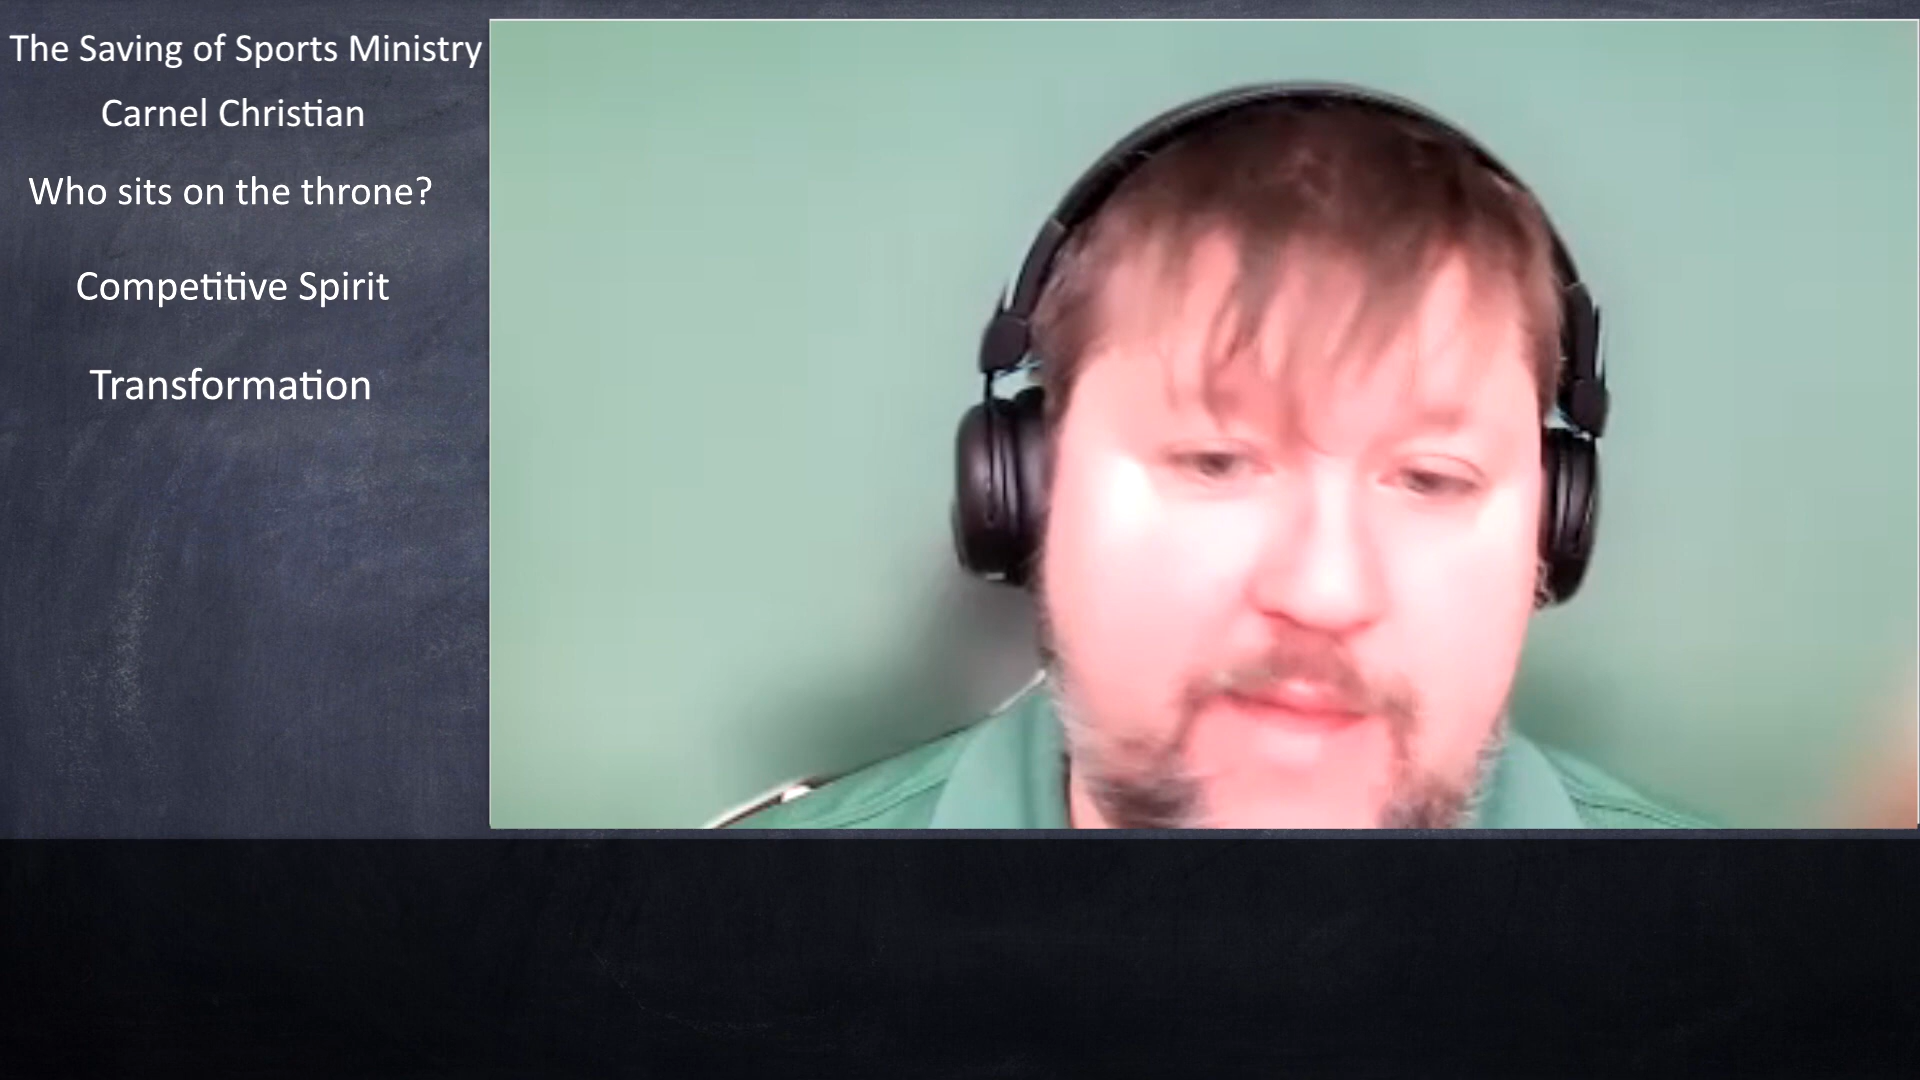 The Saving of Sports Ministry
Carnel Christian
Who sits on the throne?
Competitive Spirit
Transformation